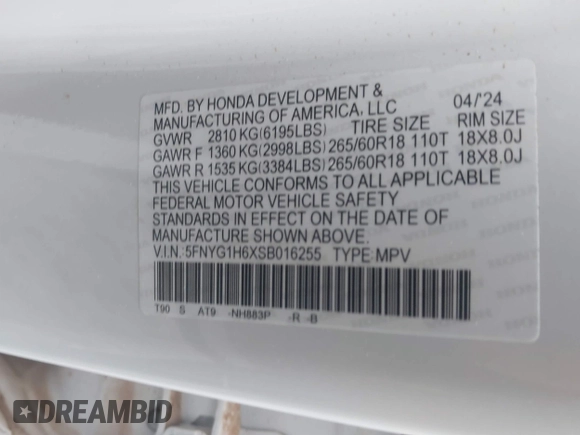 MFD. BY HONDA DEVELOPMENT &
MANUFACTURING OF AMERICA, LLC 04/'24
GVWR 2810 KG(6195LBS) TIRE SIZE RIM SIZE
GAWR F 1360 KG(2998LBS) 265/60R18 110T 18X8.0J
GAWR R 1535 KG(3384LBS) 265/60R18 110T 18X8.0J
THIS VEHICLE CONFORMS TO ALL APPLICABLE
FEDERAL MOTOR VEHICLE SAFETY
STANDARDS IN EFFECT ON THE DATE OF
MANUFACTURE SHOWN ABOVE.
V.I.N.:5FNYG1H6XSB016255 TYPE:MPV
T90 S AT9 -NH883P -R -B
DREAMBID